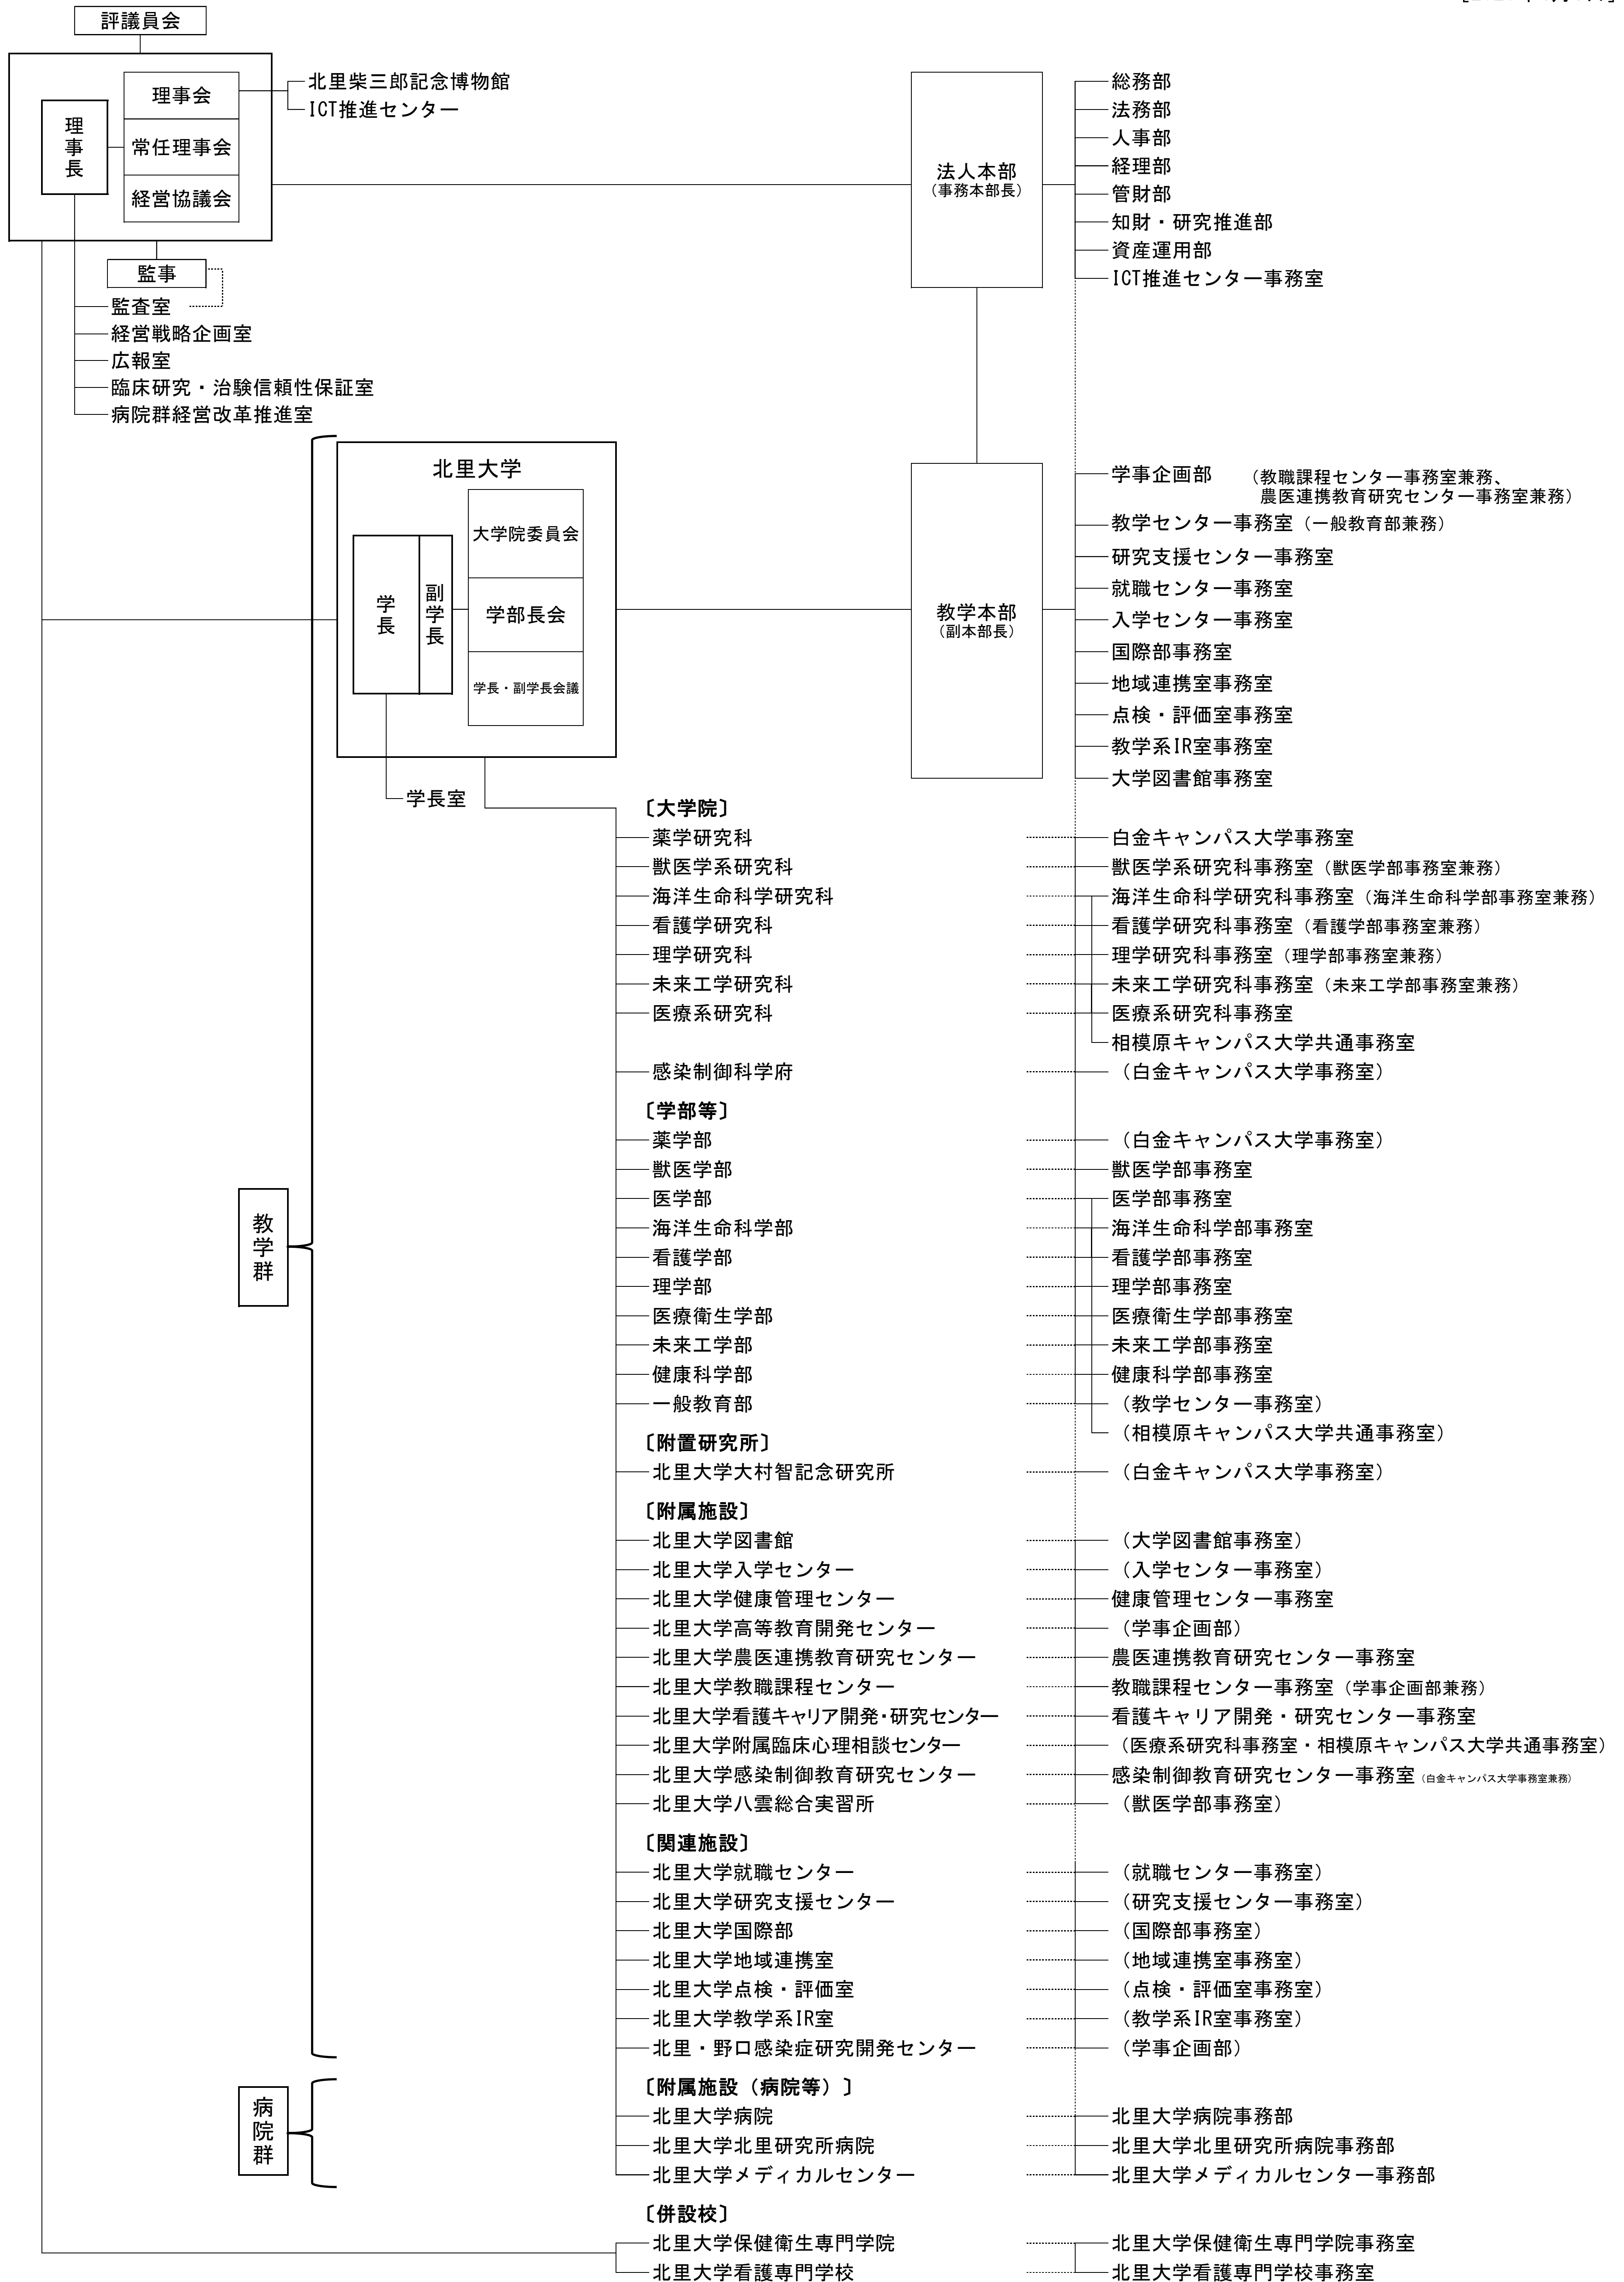 評議員会
理事長
理事会
常任理事会
経営協議会
北里柴三郎記念博物館
ICT推進センター
監事
監査室
経営戦略企画室
広報室
臨床研究・治験信頼性保証室
病院群経営改革推進室
法人本部
（事務本部長）
総務部
法務部
人事部
経理部
管財部
知財・研究推進部
資産運用部
ICT推進センター事務室
北里大学
学長
副学長
大学院委員会
学部長会
学長・副学長会議
学長室
教学本部
（副本部長）
学事企画部 （教職課程センター事務室兼務、
農医連携教育研究センター事務室兼務）
教学センター事務室（一般教育部兼務）
研究支援センター事務室
就職センター事務室
入学センター事務室
国際部事務室
地域連携室事務室
点検・評価室事務室
教学系IR室事務室
大学図書館事務室
教学群
〔大学院〕
薬学研究科 白金キャンパス大学事務室
獣医学系研究科 獣医学系研究科事務室（獣医学部事務室兼務）
海洋生命科学研究科 海洋生命科学研究科事務室（海洋生命科学部事務室兼務）
看護学研究科 看護学研究科事務室（看護学部事務室兼務）
理学研究科 理学研究科事務室（理学部事務室兼務）
未来工学研究科 未来工学研究科事務室（未来工学部事務室兼務）
医療系研究科 医療系研究科事務室
相模原キャンパス大学共通事務室
感染制御科学府 （白金キャンパス大学事務室）
〔学部等〕
薬学部 （白金キャンパス大学事務室）
獣医学部 獣医学部事務室
医学部 医学部事務室
海洋生命科学部 海洋生命科学部事務室
看護学部 看護学部事務室
理学部 理学部事務室
医療衛生学部 医療衛生学部事務室
未来工学部 未来工学部事務室
健康科学部 健康科学部事務室
一般教育部 （教学センター事務室）
（相模原キャンパス大学共通事務室）
〔附置研究所〕
北里大学大村智記念研究所 （白金キャンパス大学事務室）
〔附属施設〕
北里大学図書館 （大学図書館事務室）
北里大学入学センター （入学センター事務室）
北里大学健康管理センター 健康管理センター事務室
北里大学高等教育開発センター （学事企画部）
北里大学農医連携教育研究センター 農医連携教育研究センター事務室
北里大学教職課程センター 教職課程センター事務室（学事企画部兼務）
北里大学看護キャリア開発・研究センター 看護キャリア開発・研究センター事務室
北里大学附属臨床心理相談センター （医療系研究科事務室・相模原キャンパス大学共通事務室）
北里大学感染制御教育研究センター 感染制御教育研究センター事務室（白金キャンパス大学事務室兼務）
北里大学八雲総合実習所 （獣医学部事務室）
〔関連施設〕
北里大学就職センター （就職センター事務室）
北里大学研究支援センター （研究支援センター事務室）
北里大学国際部 （国際部事務室）
北里大学地域連携室 （地域連携室事務室）
北里大学点検・評価室 （点検・評価室事務室）
北里大学教学系IR室 （教学系IR室事務室）
北里・野口感染症研究開発センター （学事企画部）
病院群
〔附属施設（病院等）〕
北里大学病院 北里大学病院事務部
北里大学北里研究所病院 北里大学北里研究所病院事務部
北里大学メディカルセンター 北里大学メディカルセンター事務部
〔併設校〕
北里大学保健衛生専門学院 北里大学保健衛生専門学院事務室
北里大学看護専門学校 北里大学看護専門学校事務室